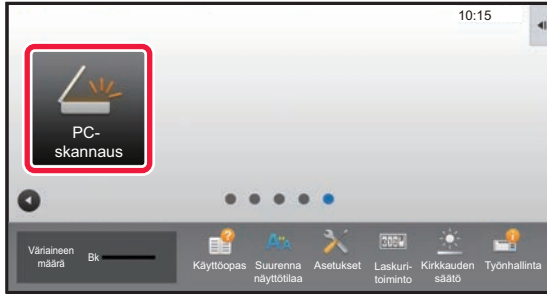 10:15
PC-
skannaus
Väriaineen
määrä
Bk
Käyttöopas
Suurenna
näyttötilaa
Asetukset
Laskuri-
toiminto
Kirkkauden
säätö
Työnhallinta